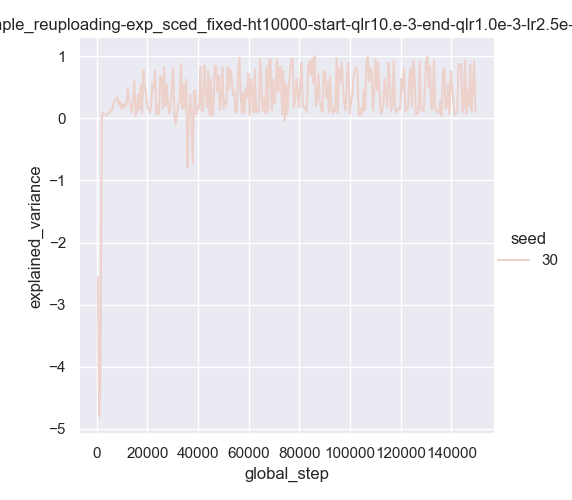 ple_reuploading-exp_sced_fixed-ht10000-start-qlr10.e-3-end-qlr1.0e-3-lr2.5e-
1
0
−1
−2
−3
−4
−5
explained_variance
0 20000 40000 60000 80000 100000 120000 140000
global_step
seed
30